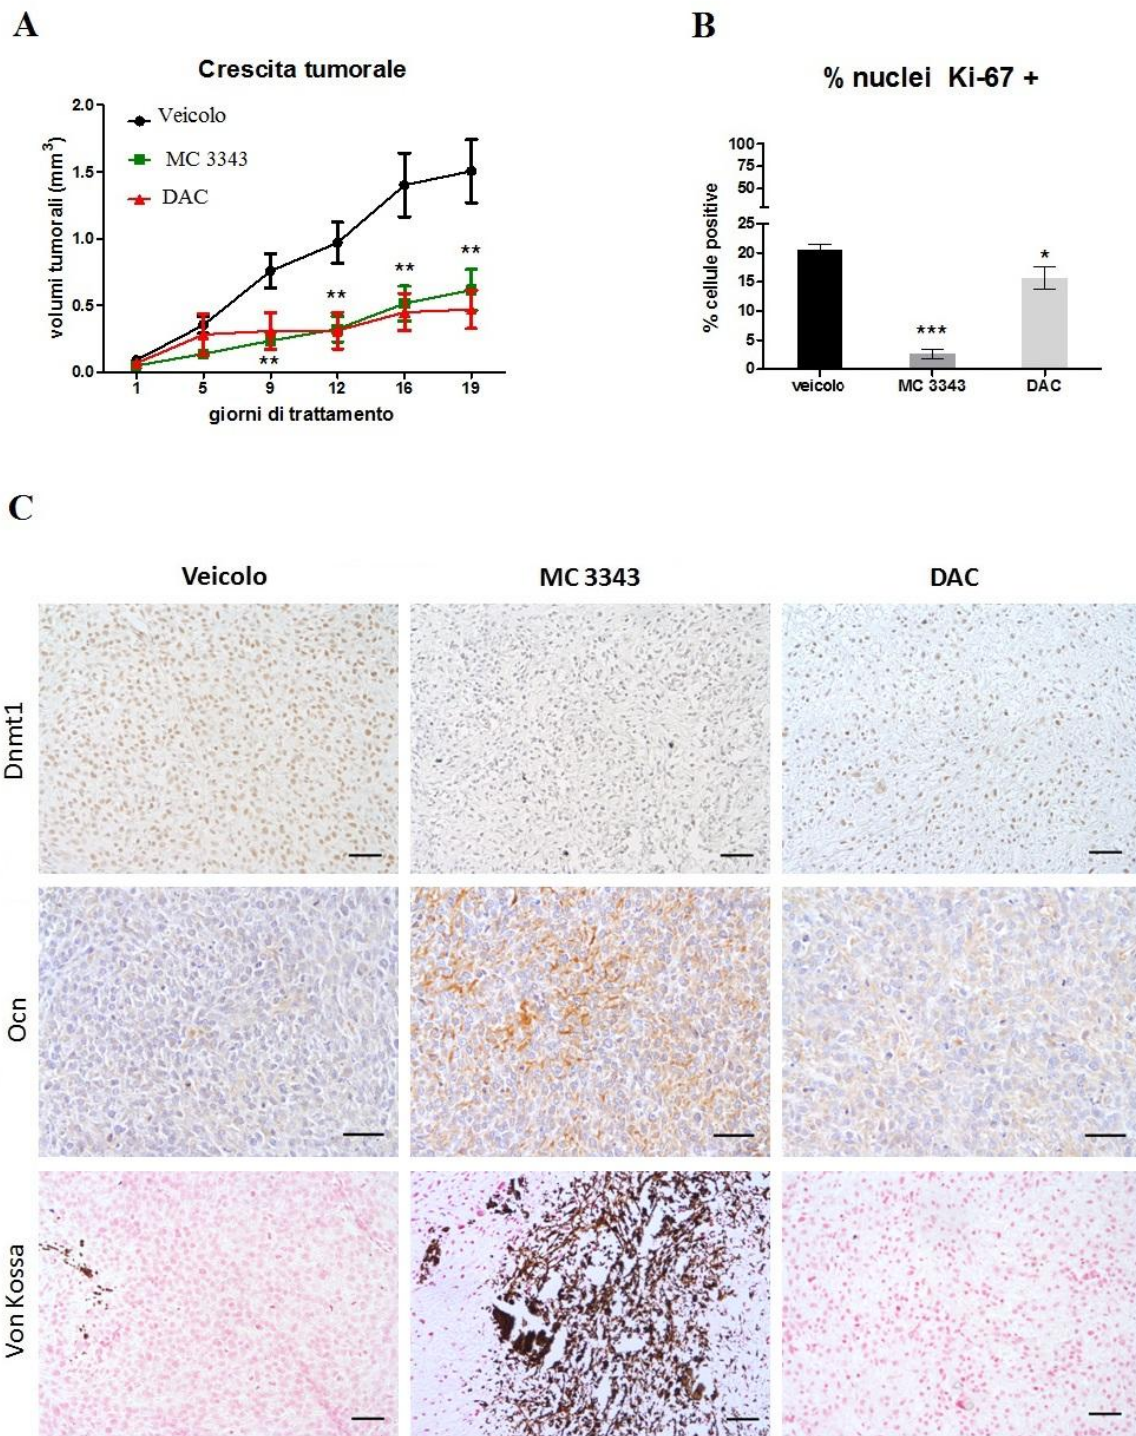 A
Crescita tumorale
volumi tumorali (mm³)
2.0
1.5
1.0
0.5
0.0
Veicolo
MC 3343
DAC
**
**
**
**
1 5 9 12 16 19
giorni di trattamento
B
% nuclei Ki-67 +
% cellule positive
100
75
50
25
20
15
10
5
0
***
*
veicolo MC 3343 DAC
C
Veicolo MC 3343 DAC
Dnmt1
Ocn
Von Kossa